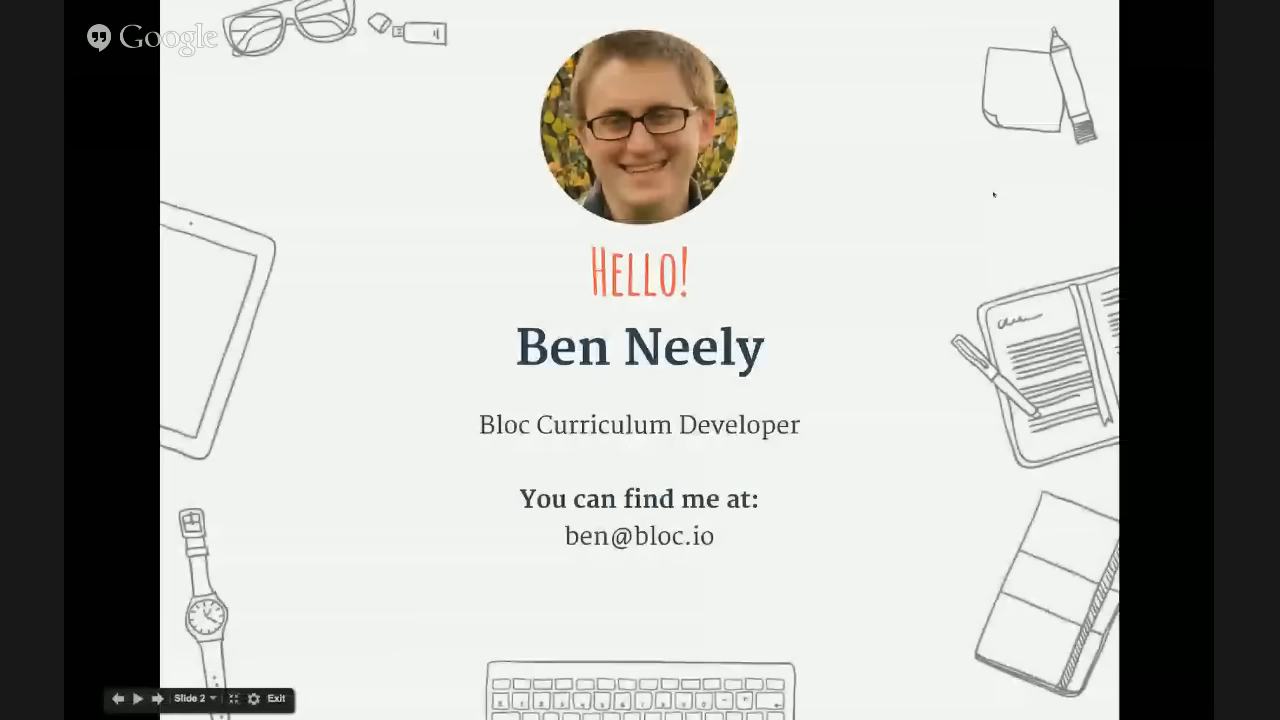 Google
Hello!
Ben Neely
Bloc Curriculum Developer
You can find me at:
ben@bloc.io
Slide 2
Exit